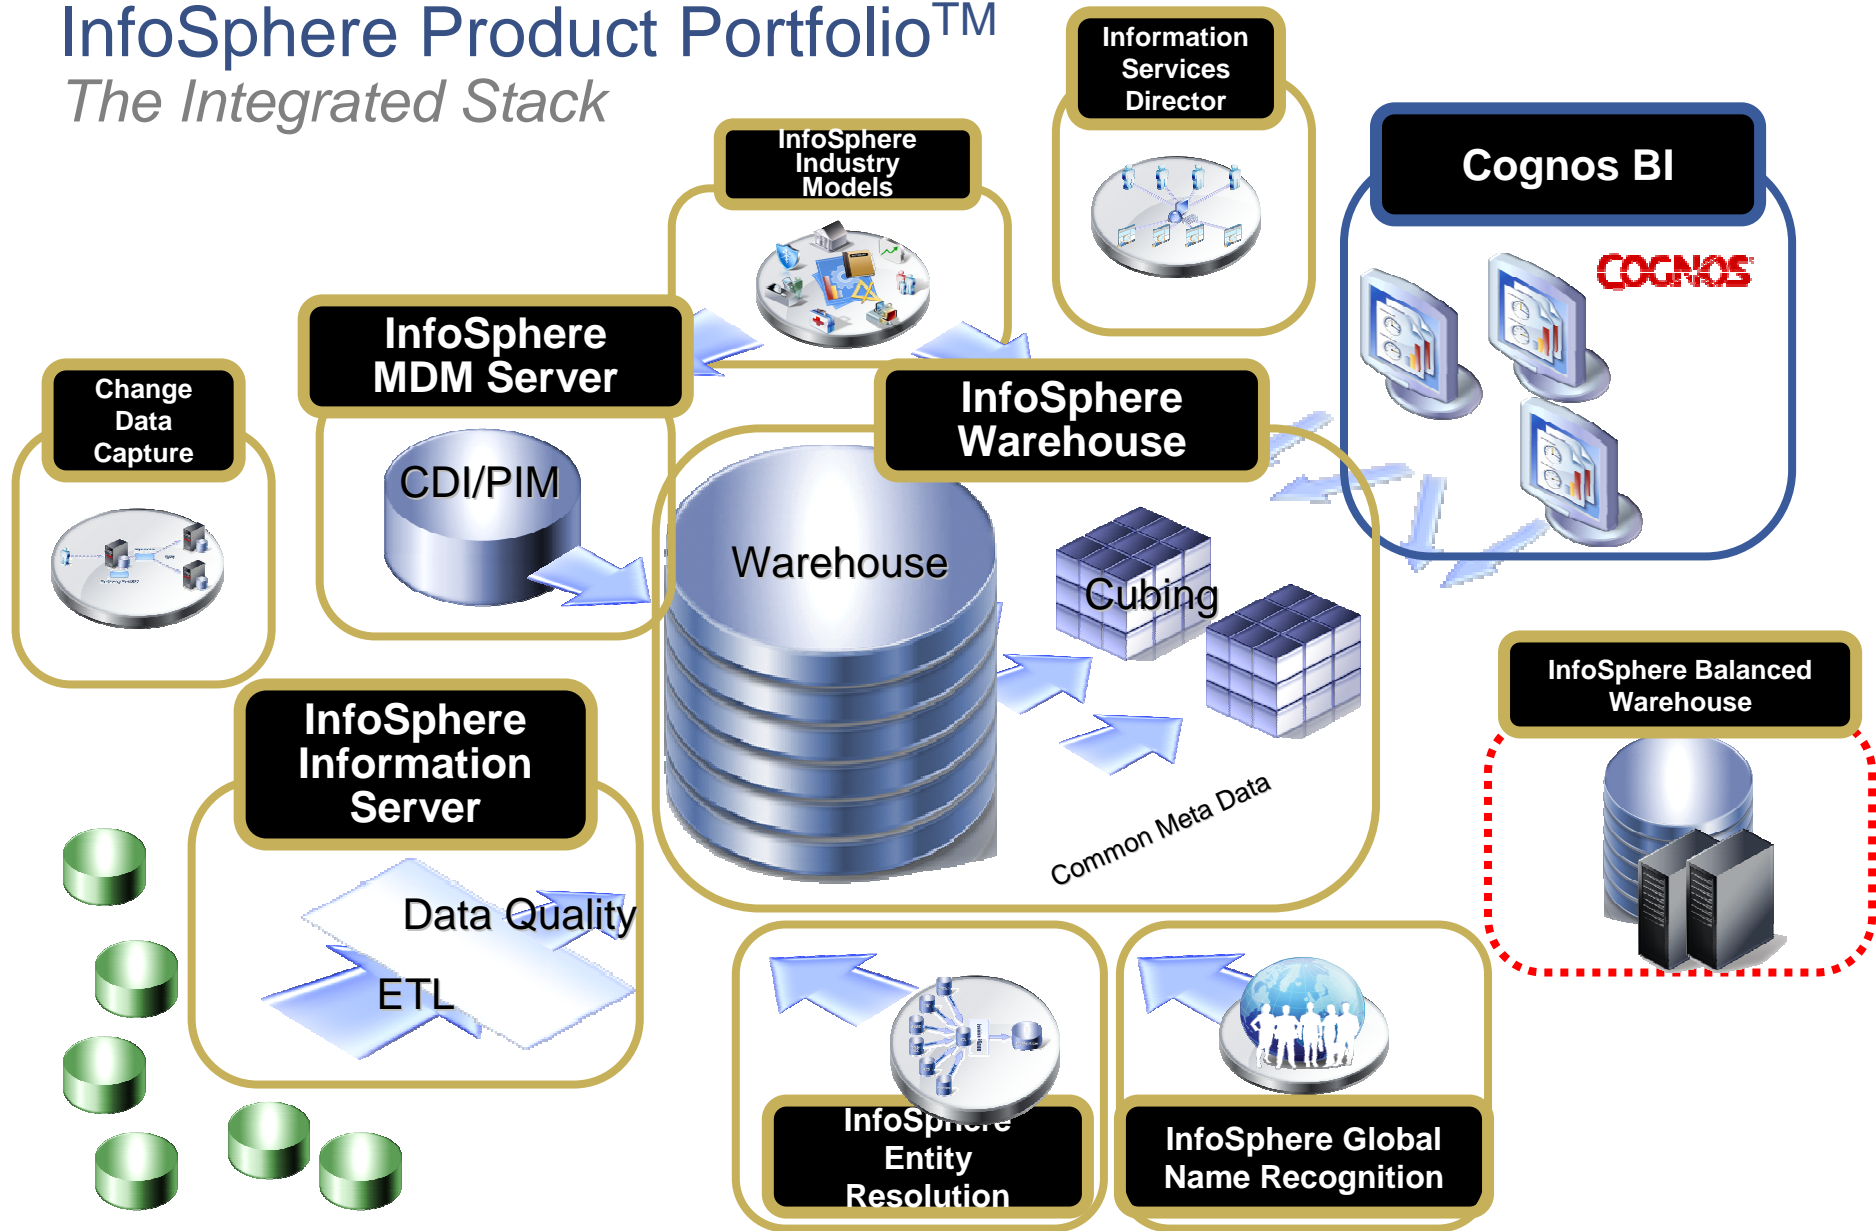 InfoSphere Product Portfolio™
The Integrated Stack
Information
Services
Director
InfoSphere
Industry
Models
Cognos BI
COGNOS
InfoSphere
MDM Server
Change
Data
Capture
InfoSphere
Warehouse
CDI/PIM
Warehouse
Cubing
InfoSphere Balanced
Warehouse
InfoSphere
Information
Server
Common Meta Data
Data Quality
ETL
InfoSphere
Entity
Resolution
InfoSphere Global
Name Recognition